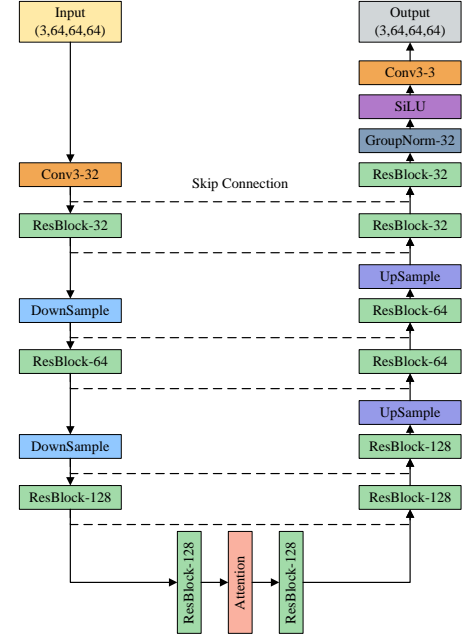 Input
(3,64,64,64)
Conv3-32
ResBlock-32
DownSample
ResBlock-64
DownSample
ResBlock-128
ResBlock-128
Attention
ResBlock-128
Skip Connection
Output
(3,64,64,64)
Conv3-3
SiLU
GroupNorm-32
ResBlock-32
ResBlock-32
UpSample
ResBlock-64
ResBlock-64
UpSample
ResBlock-128
ResBlock-128